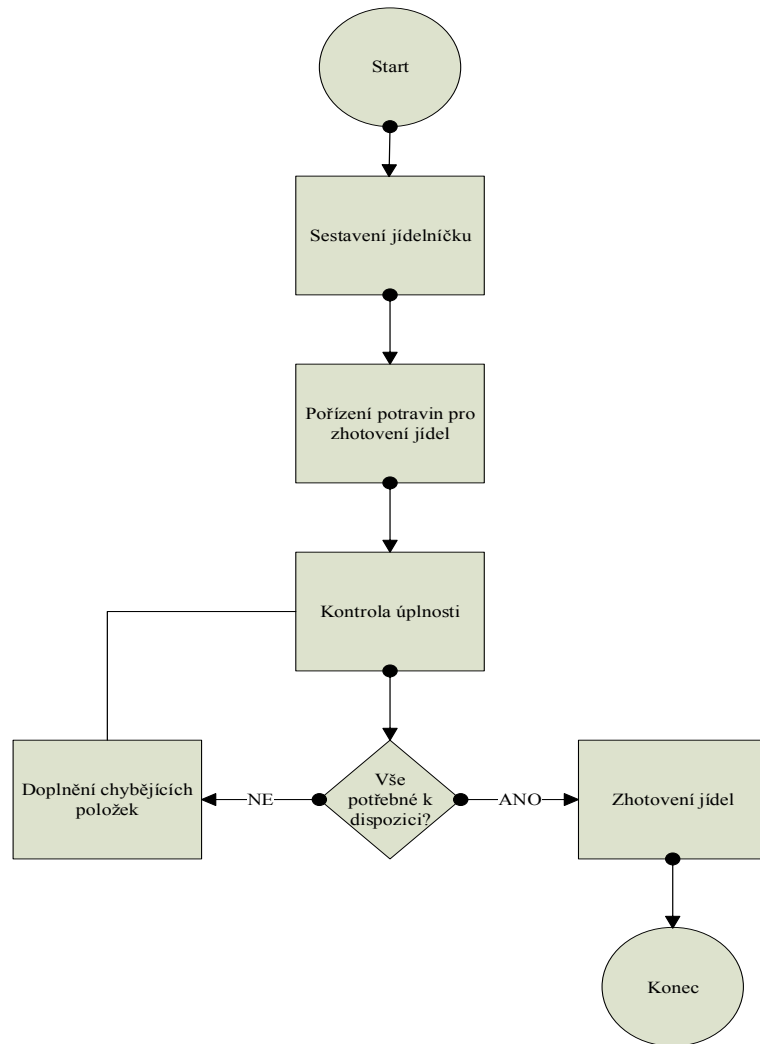 Start
Sestavení jídelníčku
Pořízení potravin pro
zhotovení jídel
Kontrola úplnosti
Doplnění chybějících
položek
NE
Vše
potřebné k
dispozici?
ANO
Zhotovení jídel
Konec